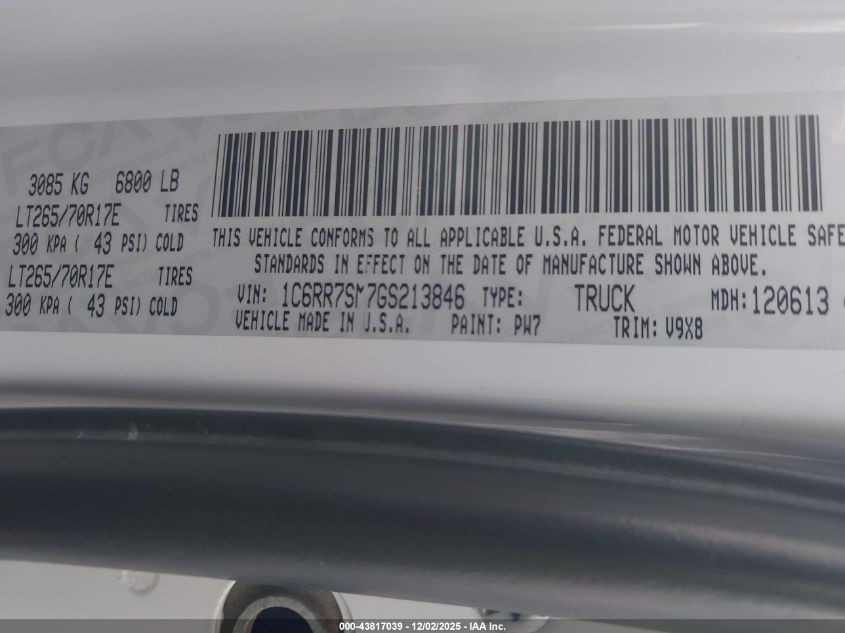 3085 KG 6800 LB
LT265/70R17E TIRES
300 KPA ( 43 PSI) COLD
LT265/70R17E TIRES
300 KPA ( 43 PSI) COLD
THIS VEHICLE CONFORMS TO ALL APPLICABLE U.S.A. FEDERAL MOTOR VEHICLE SAFE
STANDARDS IN EFFECT ON THE DATE OF MANUFACTURE SHOWN ABOVE.
VIN: 1C6RR7SM7GS213846 TYPE: TRUCK MDH: 120613
VEHICLE MADE IN U.S.A. PAINT: PW7 TRIM: V9X8
000-43817039 - 12/02/2025 - IAA Inc.